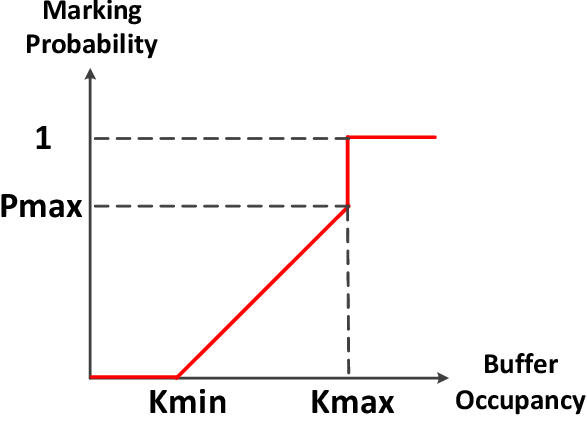 Marking
Probability
1
Pmax
Kmin
Kmax
Buffer
Occupancy